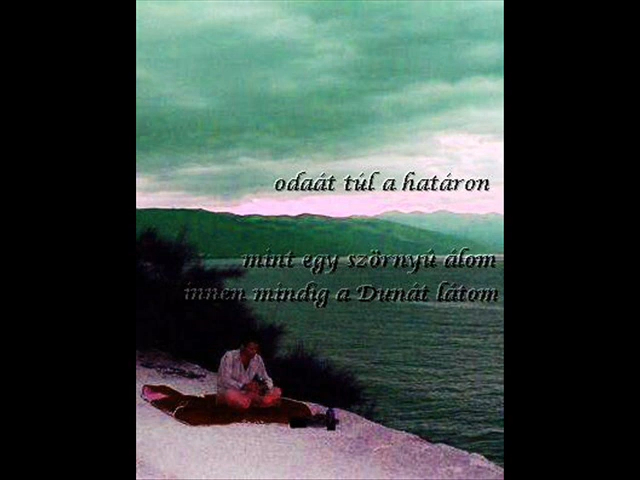 odaát túl a határon
mint egy szörnyű álom
innen mindig a Dunát látom